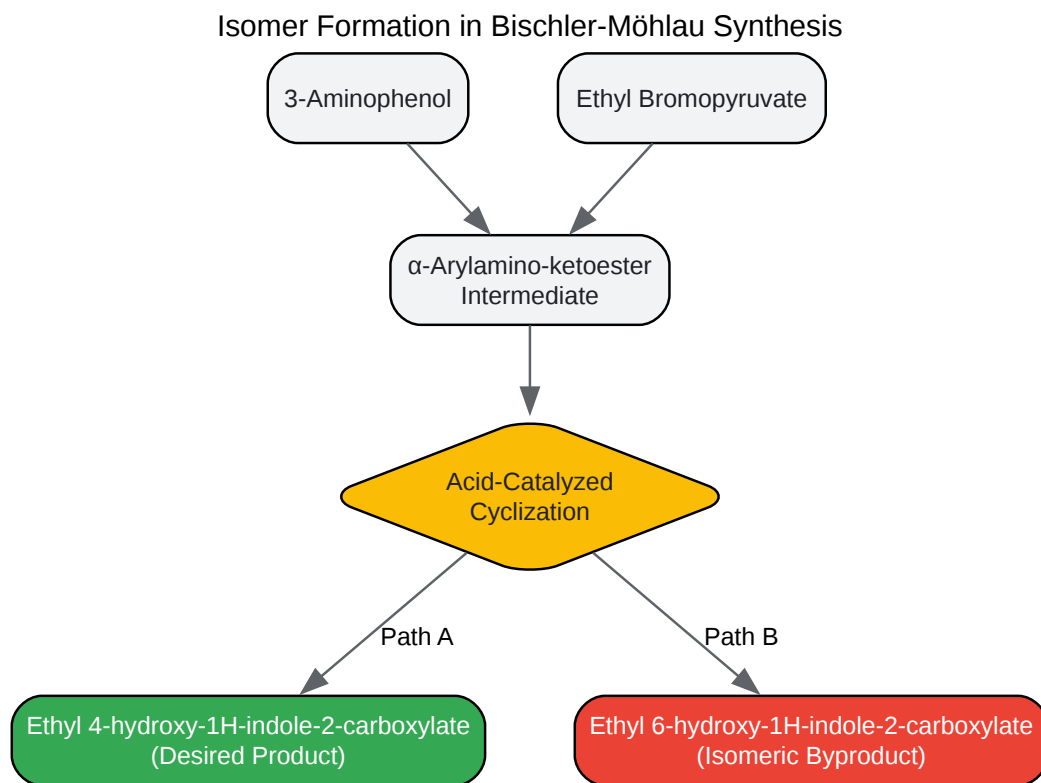 Isomer Formation in Bischler-Möhlau Synthesis
3-Aminophenol
Ethyl Bromopyruvate
α-Arylamino-ketoester
Intermediate
Acid-Catalyzed
Cyclization
Path A
Path B
Ethyl 4-hydroxy-1H-indole-2-carboxylate
(Desired Product)
Ethyl 6-hydroxy-1H-indole-2-carboxylate
(Isomeric Byproduct)